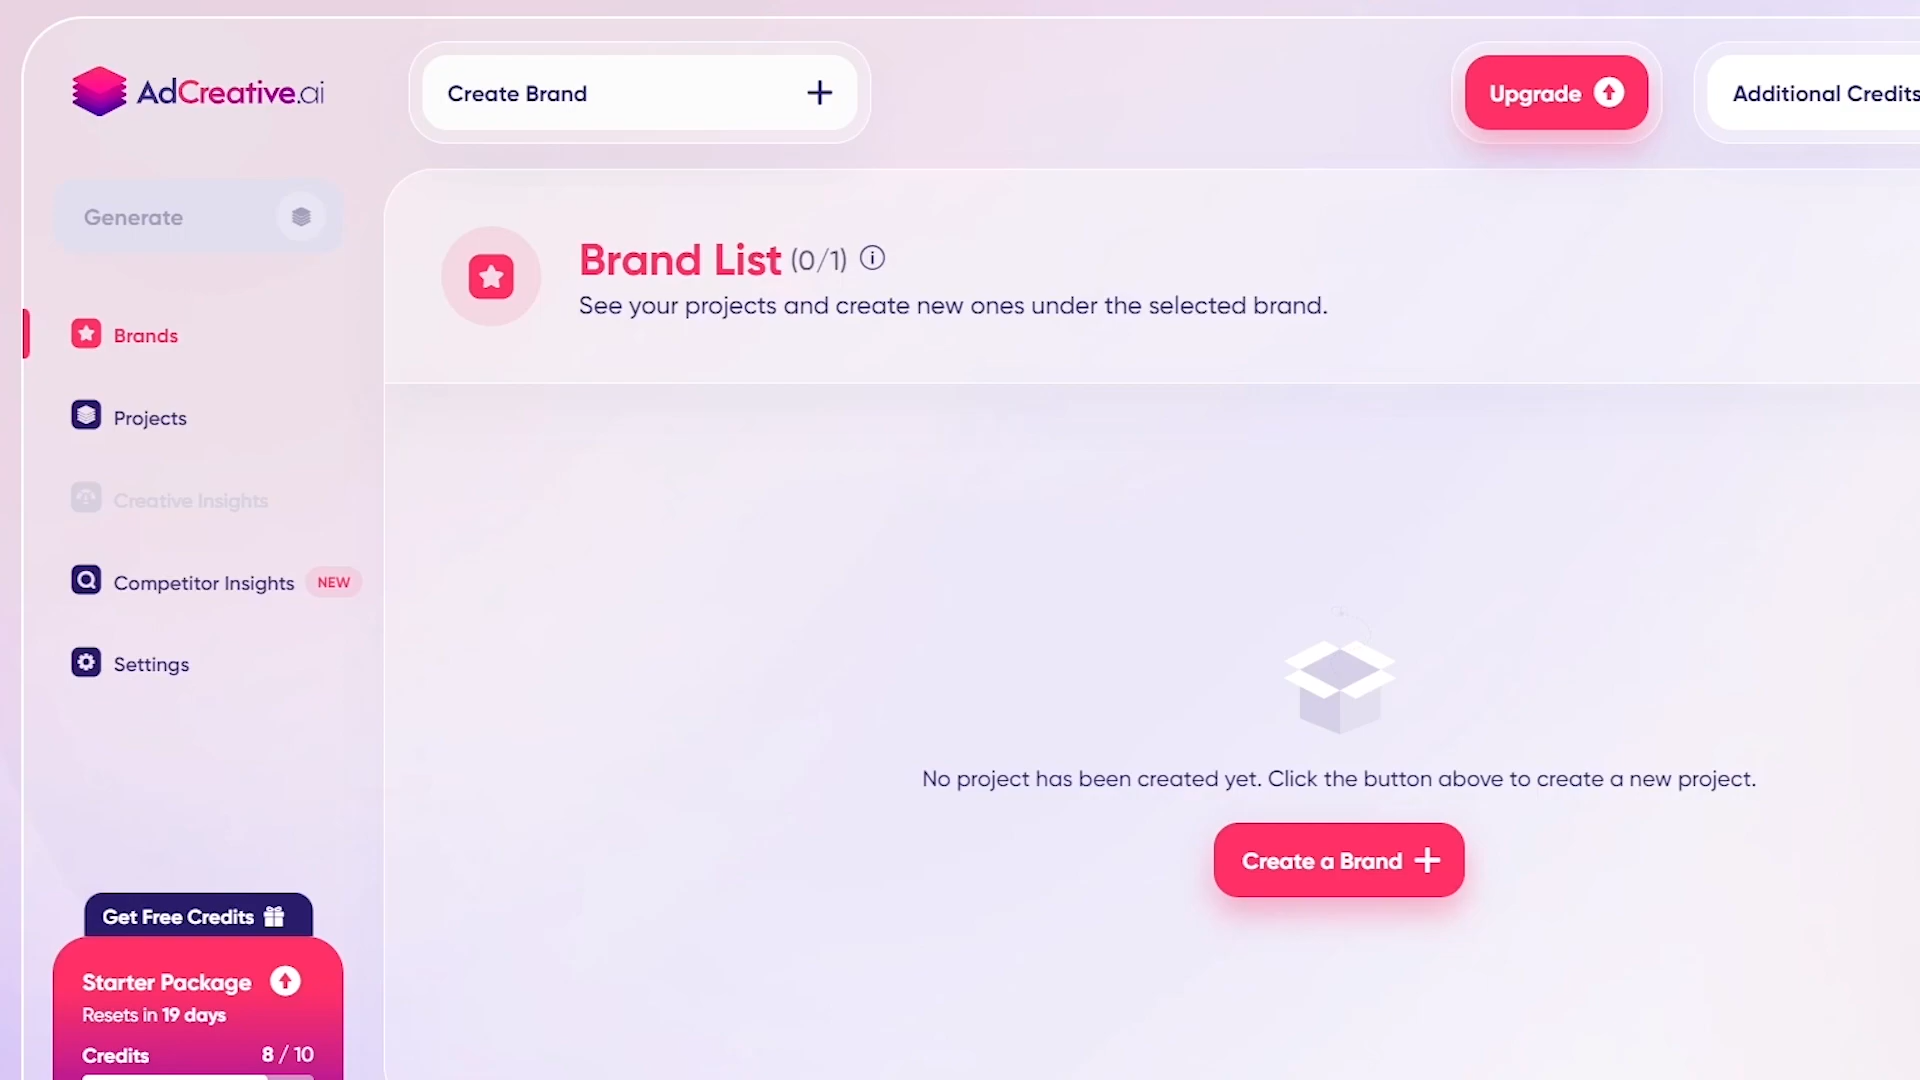 AdCreative.ai
Create Brand
Upgrade
Additional Credits
Generate
Brand List (0/1)
See your projects and create new ones under the selected brand.
Brands
Projects
Creative Insights
Competitor Insights NEW
Settings
No project has been created yet. Click the button above to create a new project.
Create a Brand
Get Free Credits
Starter Package
Resets in 19 days
Credits 8 / 10